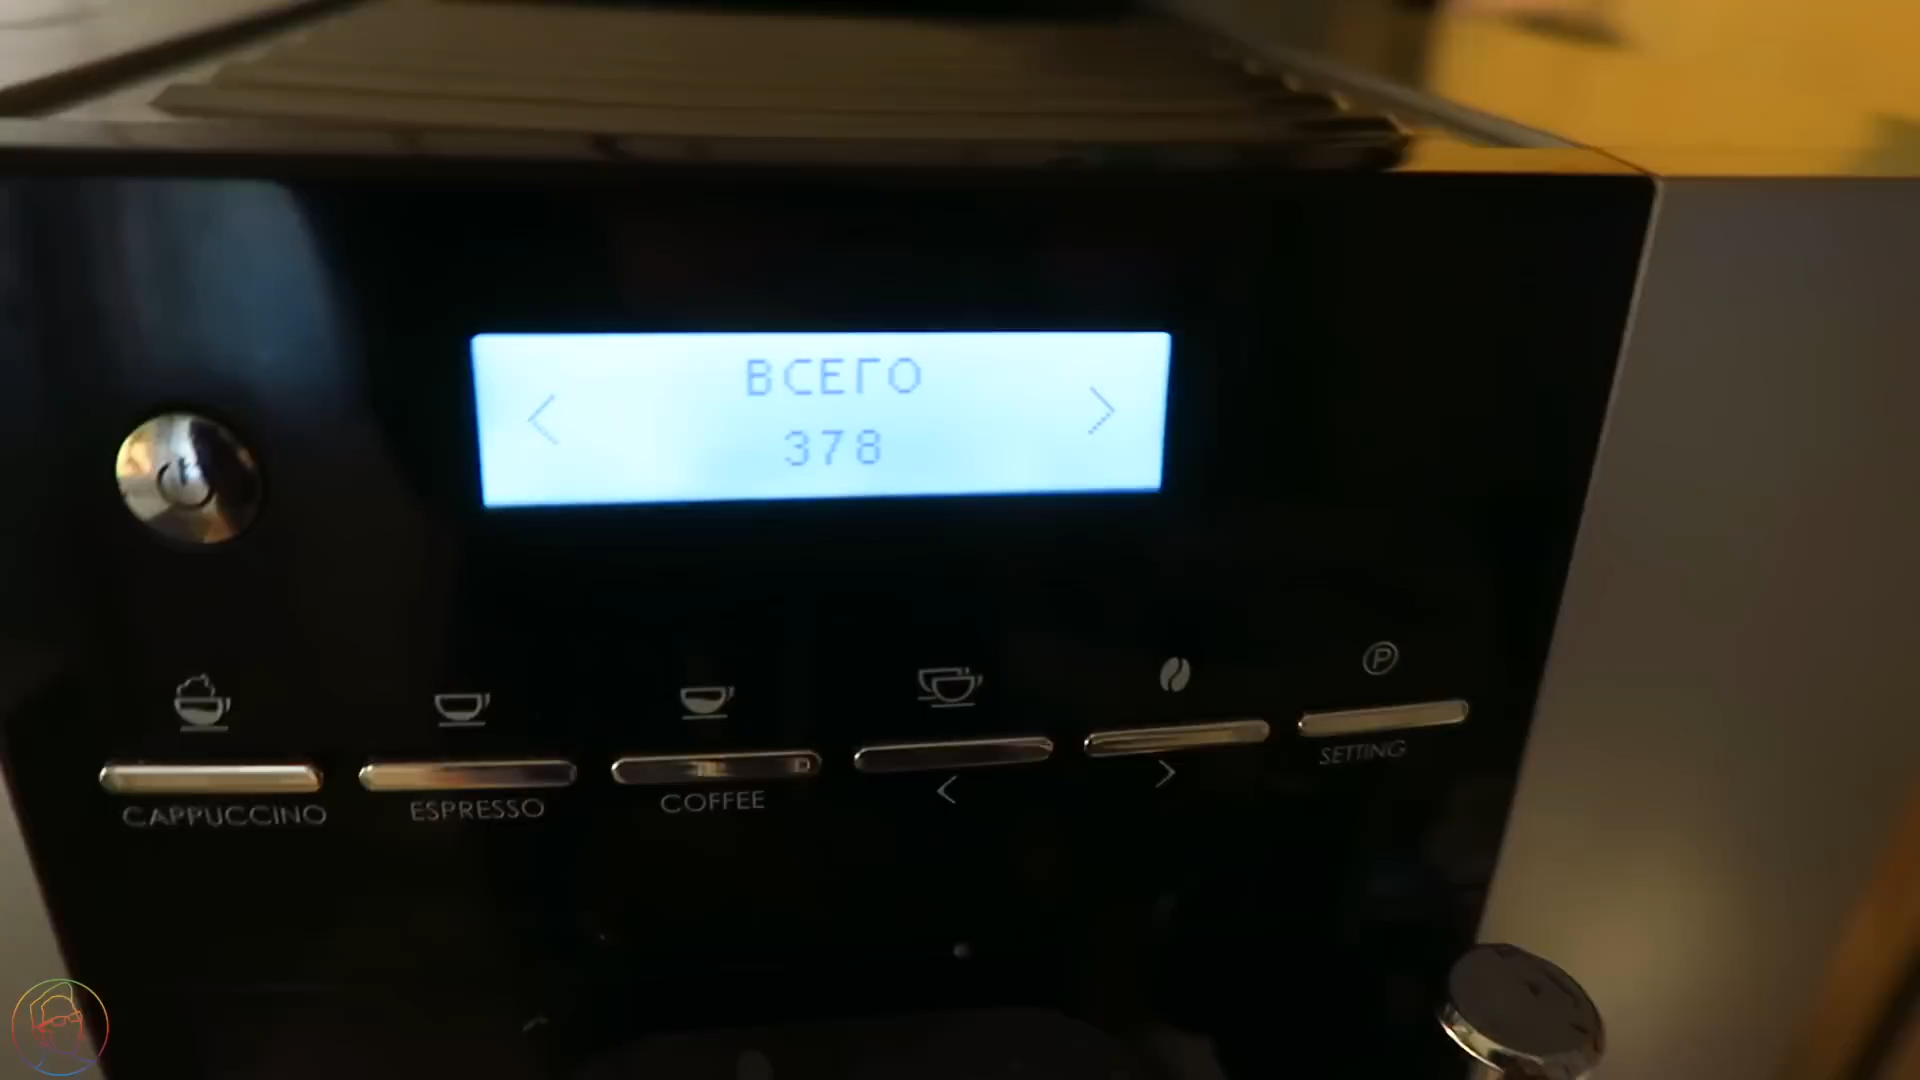 < ВСЕГО >
378
P
CAPPUCCINO
ESPRESSO
COFFEE
<
>
SETTING